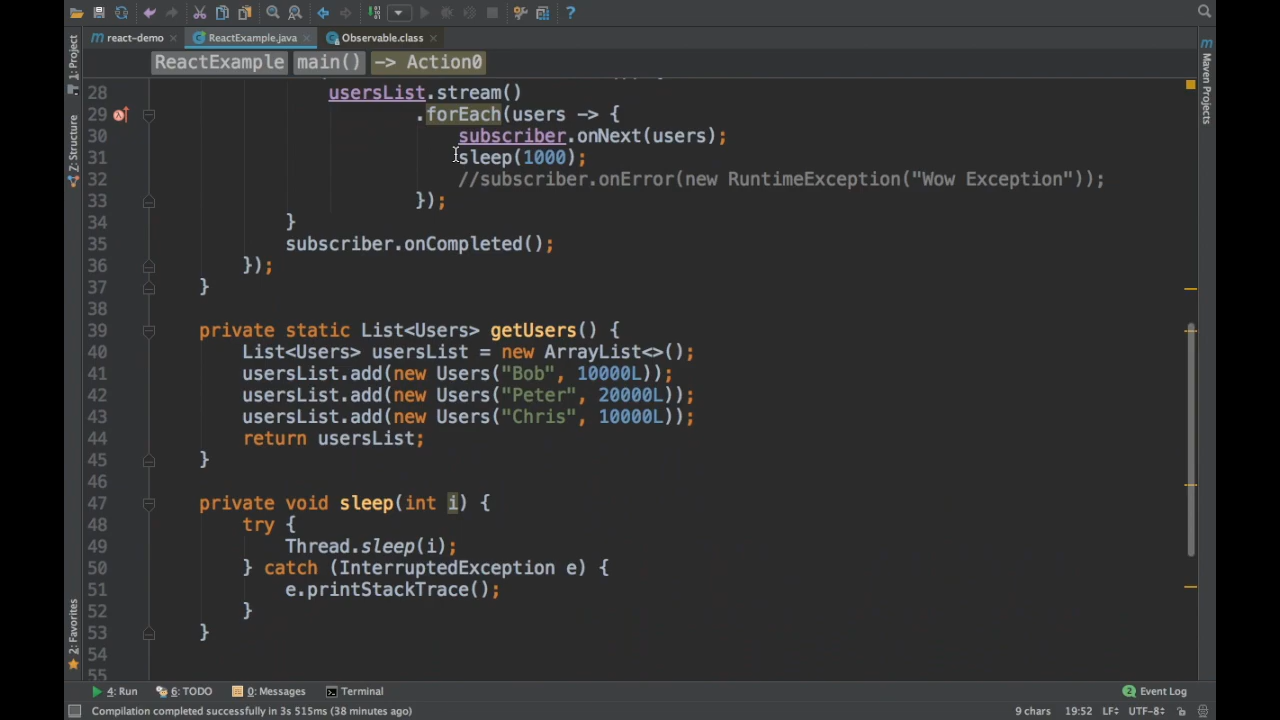 react-demo ReactExample.java Observable.class
ReactExample main() -> Action0
1: Project
Z: Structure
2: Favorites
Maven Projects
28 usersList.stream()
29 .forEach(users -> {
30 subscriber.onNext(users);
31 sleep(1000);
32 //subscriber.onError(new RuntimeException("Wow Exception"));
33 });
34 }
35 subscriber.onCompleted();
36 });
37 }
38
39 private static List<Users> getUsers() {
40 List<Users> usersList = new ArrayList<>();
41 usersList.add(new Users("Bob", 10000L));
42 usersList.add(new Users("Peter", 20000L));
43 usersList.add(new Users("Chris", 10000L));
44 return usersList;
45 }
46
47 private void sleep(int i) {
48 try {
49 Thread.sleep(i);
50 } catch (InterruptedException e) {
51 e.printStackTrace();
52 }
53 }
54
55
4: Run 6: TODO 0: Messages Terminal 2 Event Log
Compilation completed successfully in 3s 515ms (38 minutes ago) 9 chars 19:52 LF UTF-8